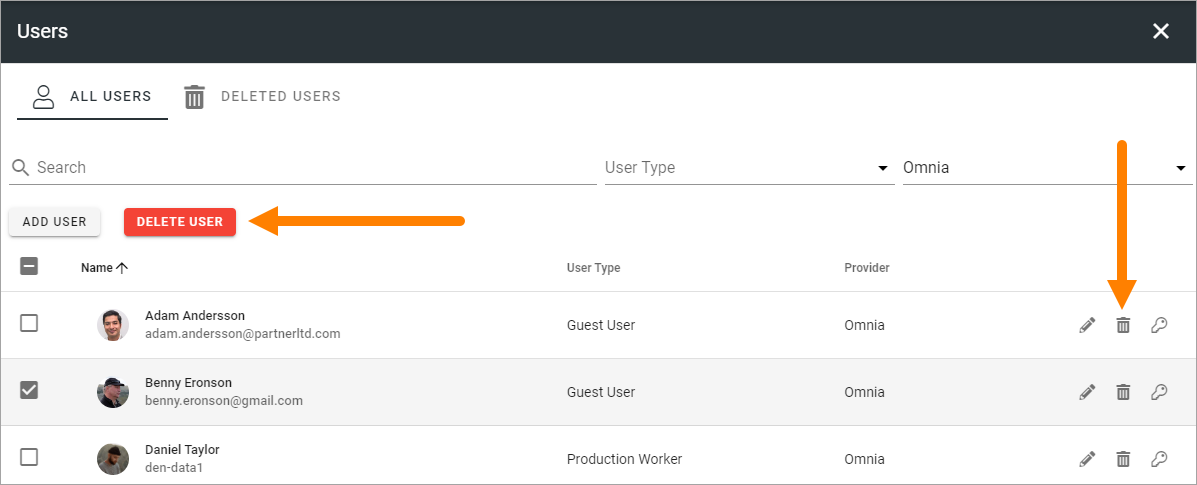 Users
ALL USERS DELETED USERS
Search User Type Omnia
ADD USER DELETE USER
Name User Type Provider
Adam Andersson
adam.andersson@partnerltd.com
Guest User Omnia
Benny Eronson
benny.eronson@gmail.com
Guest User Omnia
Daniel Taylor
den-data1
Production Worker Omnia